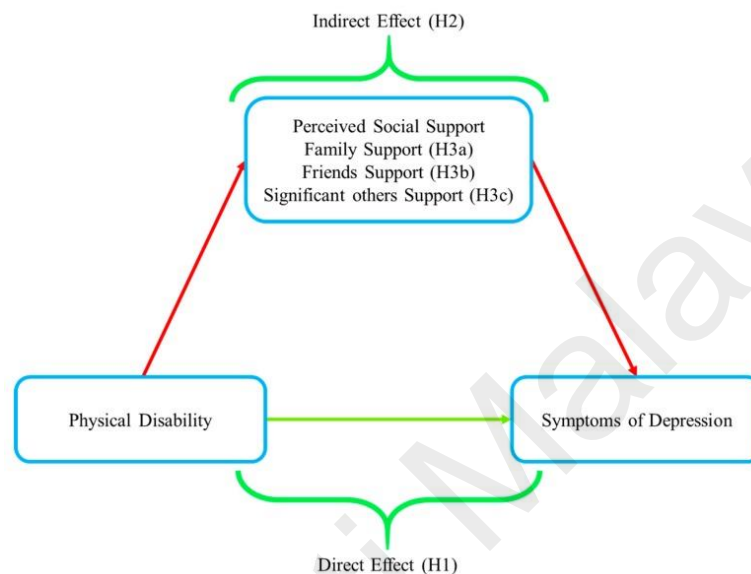 Indirect Effect (H2)
Perceived Social Support
Family Support (H3a)
Friends Support (H3b)
Significant others Support (H3c)
Physical Disability
Symptoms of Depression
Direct Effect (H1)